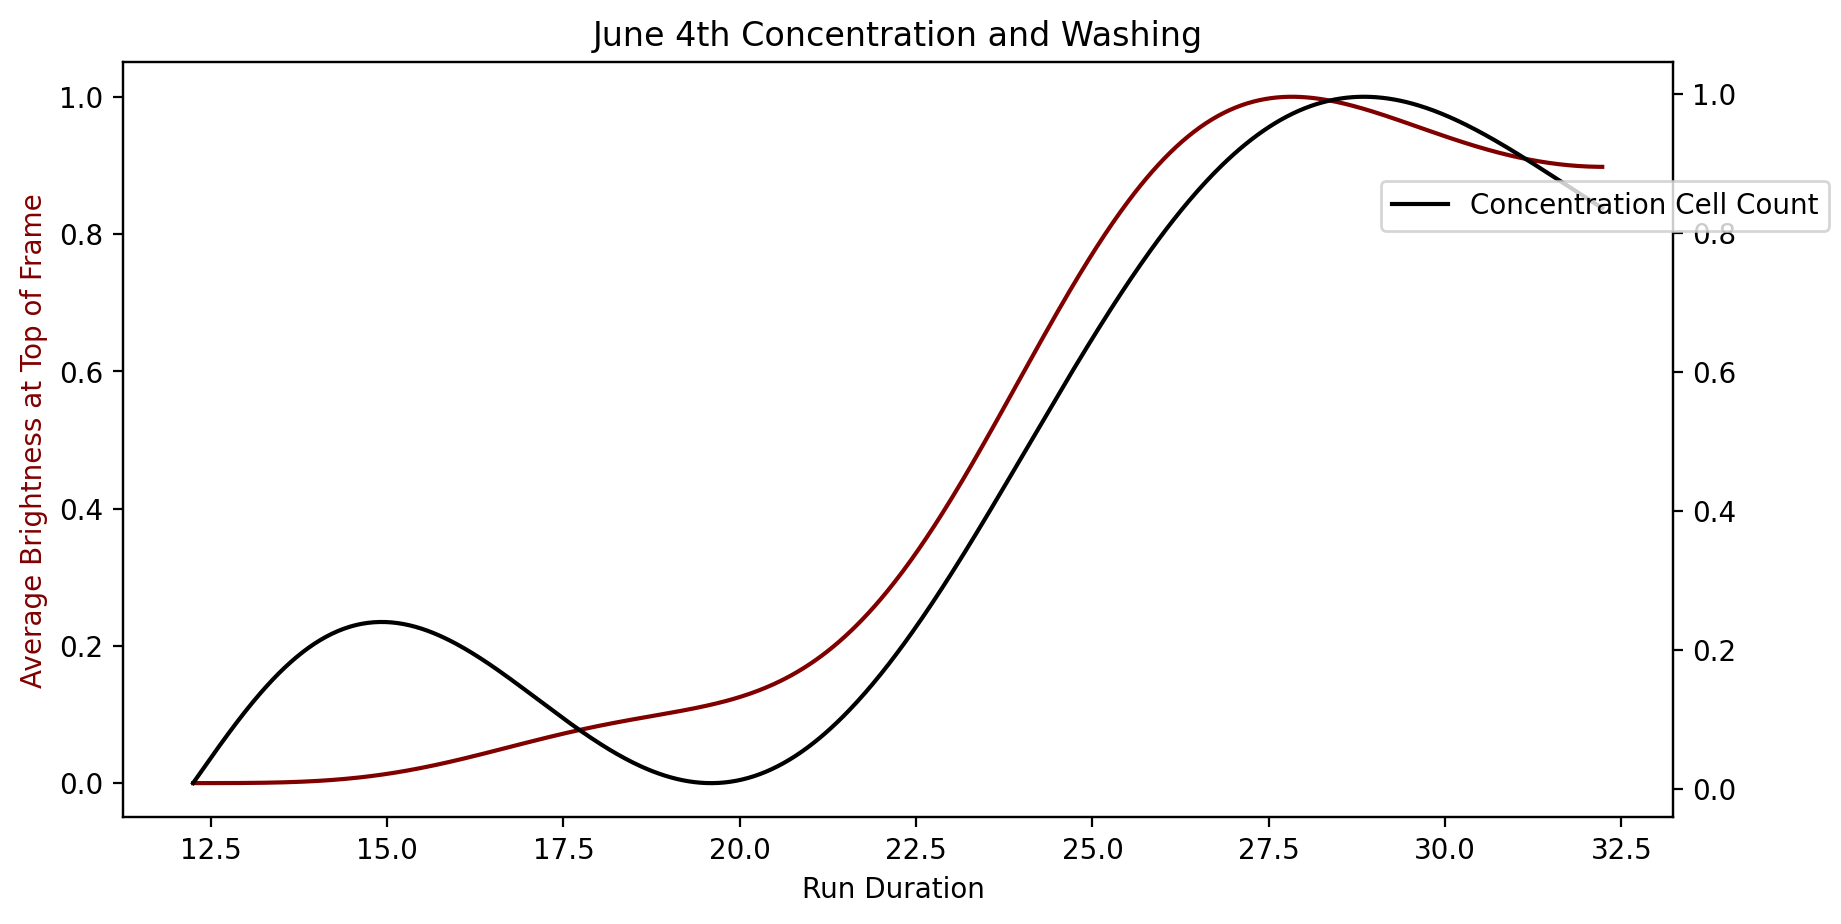 June 4th Concentration and Washing
Average Brightness at Top of Frame
1.0
0.8
0.6
0.4
0.2
0.0
1.0
0.8
0.6
0.4
0.2
0.0
Concentration Cell Count
12.5 15.0 17.5 20.0 22.5 25.0 27.5 30.0 32.5
Run Duration